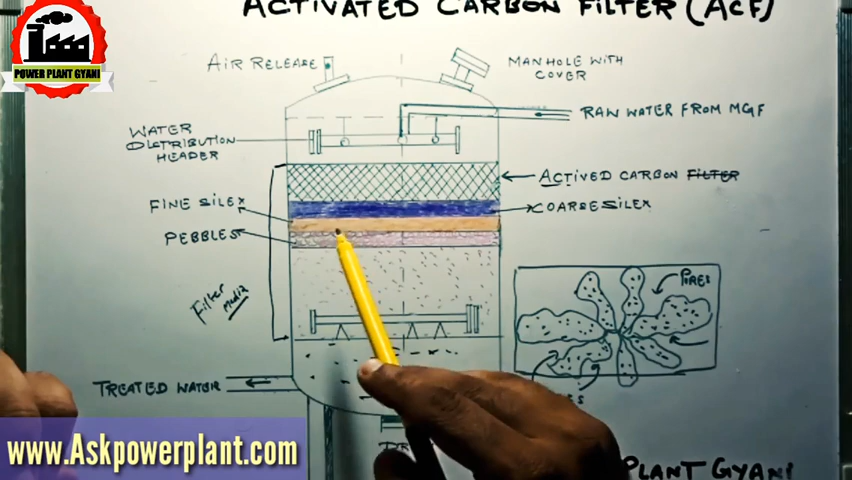 ACTIVATED CARBON FILTER (ACF)
POWER PLANT GYANI
AIR RELEASE
MANHOLE WITH
COVER
RAW WATER FROM MGF
WATER
DISTRIBUTION
HEADER
ACTIVED CARBON FILTER
FINE SILEX
COARSE SILEX
PEBBLES
PORES
Filter
media
TREATED WATER
www.Askpowerplant.com
PLANT GYANI